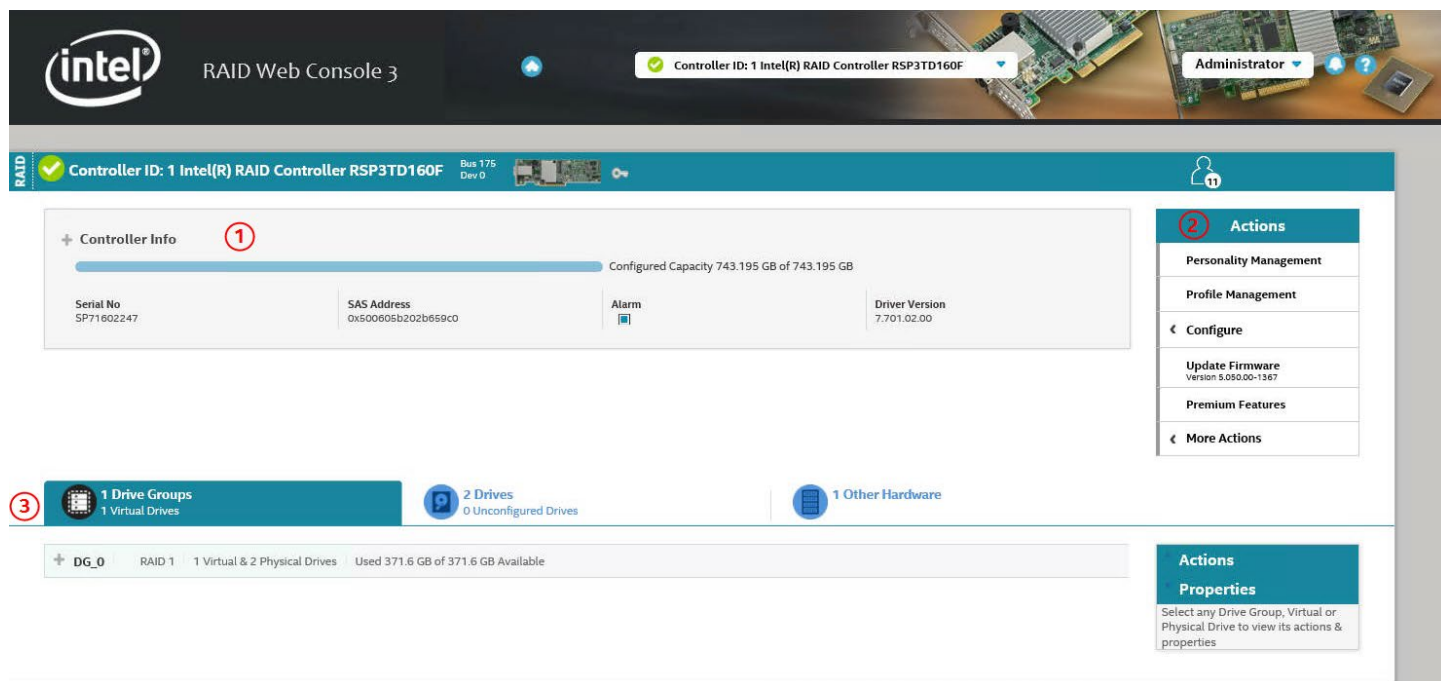 intel®
RAID Web Console 3
Controller ID: 1 Intel(R) RAID Controller RSP3TD160F
Administrator
?
RAID
Controller ID: 1 Intel(R) RAID Controller RSP3TD160F
Bus 175
Dev 0
11
Controller Info
1
Configured Capacity 743.195 GB of 743.195 GB
Serial No
SP71602247
SAS Address
0x500605b202b659c0
Alarm
Driver Version
7.701.02.00
2
Actions
Personality Management
Profile Management
Configure
Update Firmware
Version 5.050.00-1367
Premium Features
More Actions
3
1 Drive Groups
1 Virtual Drives
2 Drives
0 Unconfigured Drives
1 Other Hardware
DG_0 RAID 1 1 Virtual & 2 Physical Drives Used 371.6 GB of 371.6 GB Available
Actions
Properties
Select any Drive Group, Virtual or
Physical Drive to view its actions &
properties